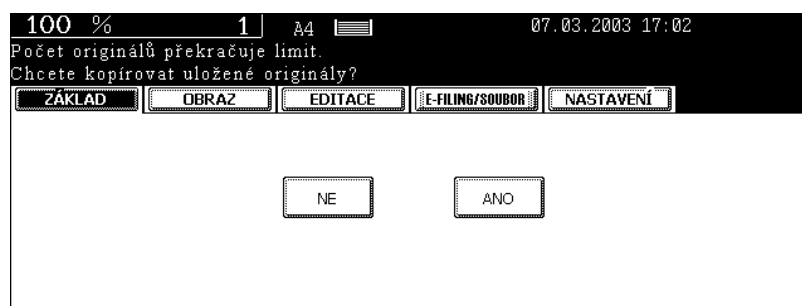 100 % 1 A4 07.03.2003 17:02
Počet originálů překračuje limit.
Chcete kopírovat uložené originály?
ZÁKLAD OBRAZ EDITACE E-FILING/SOUBOR NASTAVENÍ
NE ANO